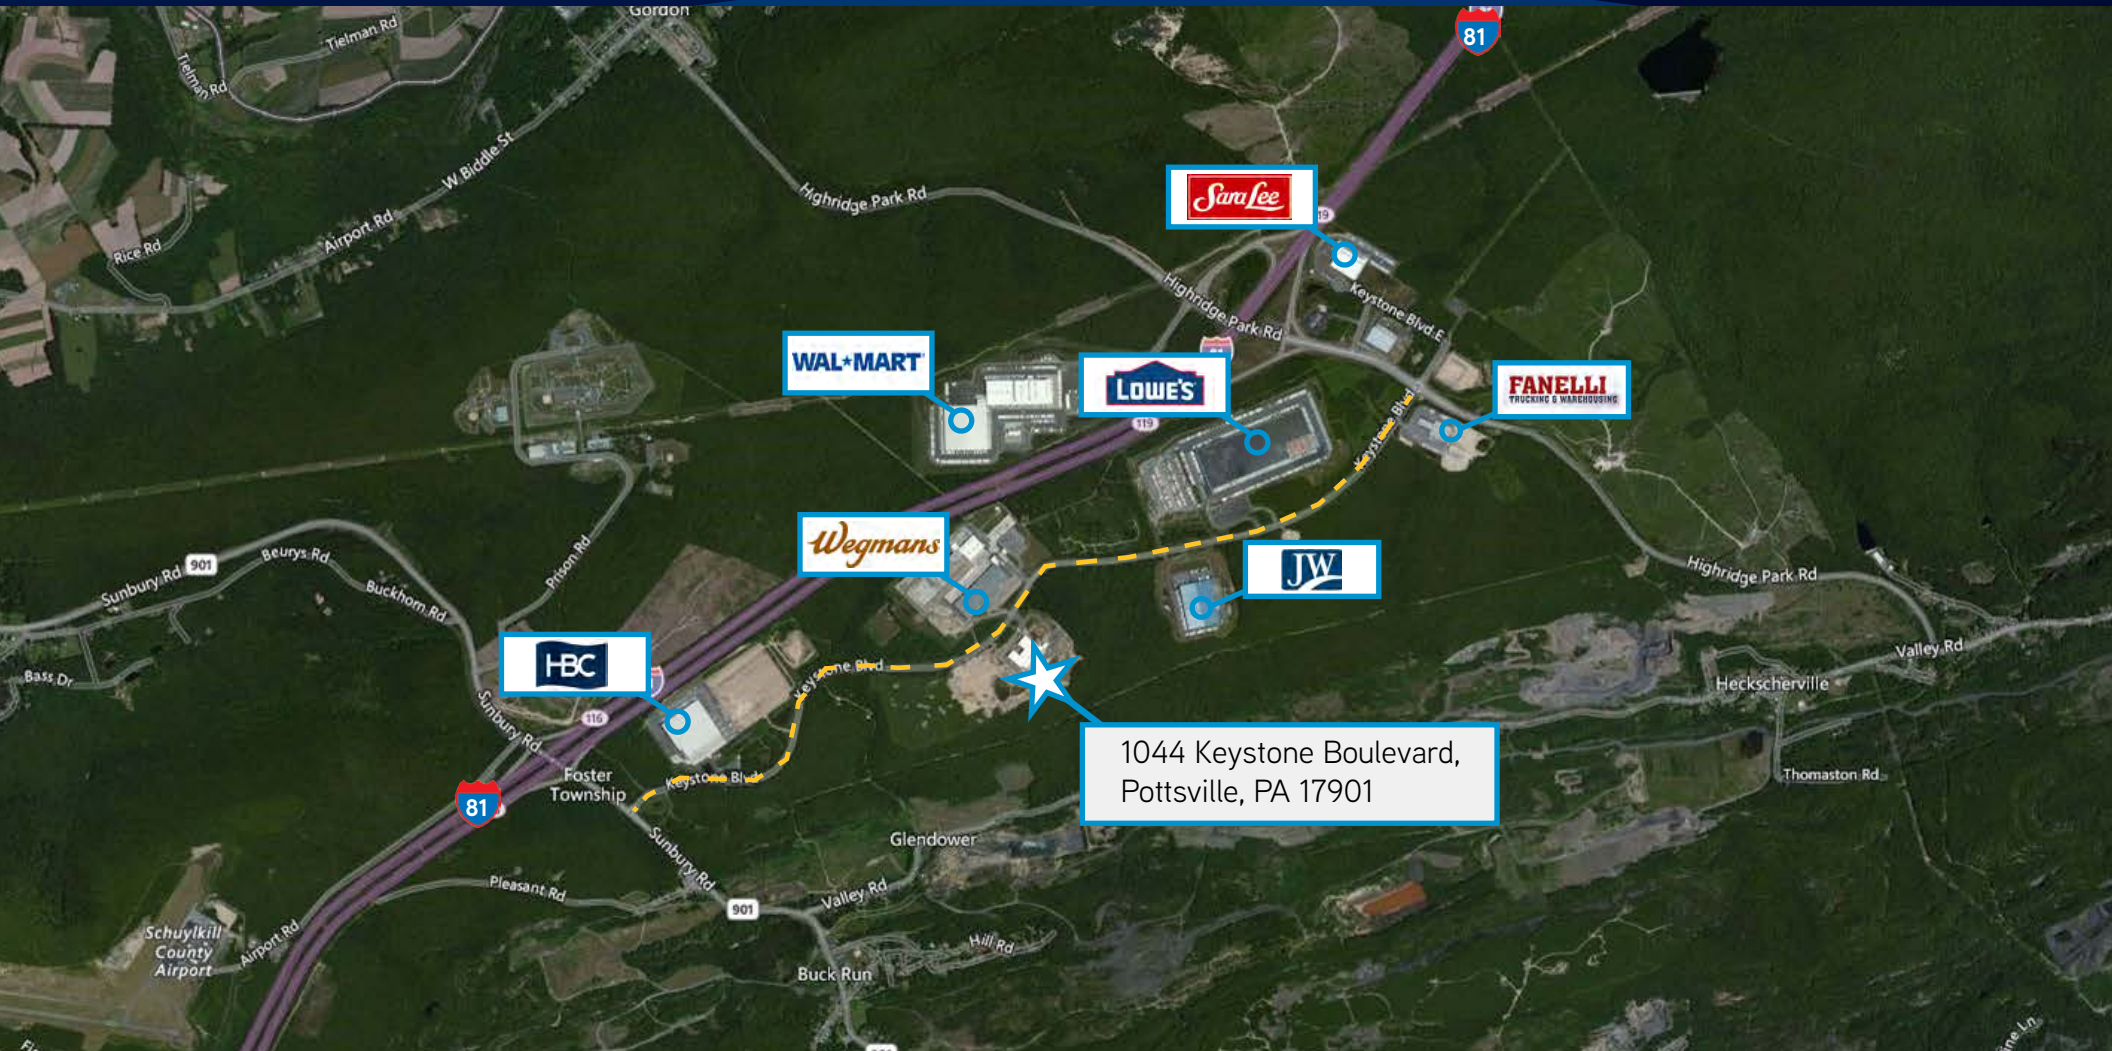 Gordon
81
Tielman Rd
Tielman Rd
W Biddle St
Highridge Park Rd
Sara Lee
19
Airport Rd
Rice Rd
Highridge Park Rd
Keystone Blvd E
WAL★MART
LOWE'S
FANELLI
TRUCKING & WAREHOUSING
119
Keystone Blvd
Wegmans
JW
901
Sunbury Rd
Beurys Rd
Buckhorn Rd
Prison Rd
Highridge Park Rd
Valley Rd
HBC
Keystone Blvd
Bass Dr
Heckscherville
Sunbury Rd
116
1044 Keystone Boulevard,
Pottsville, PA 17901
Foster
Township
Keystone Blvd
Thomaston Rd
81
Sunbury Rd
Glendower
Pleasant Rd
Valley Rd
901
Schuylkill
County
Airport
Airport Rd
Hill Rd
Buck Run